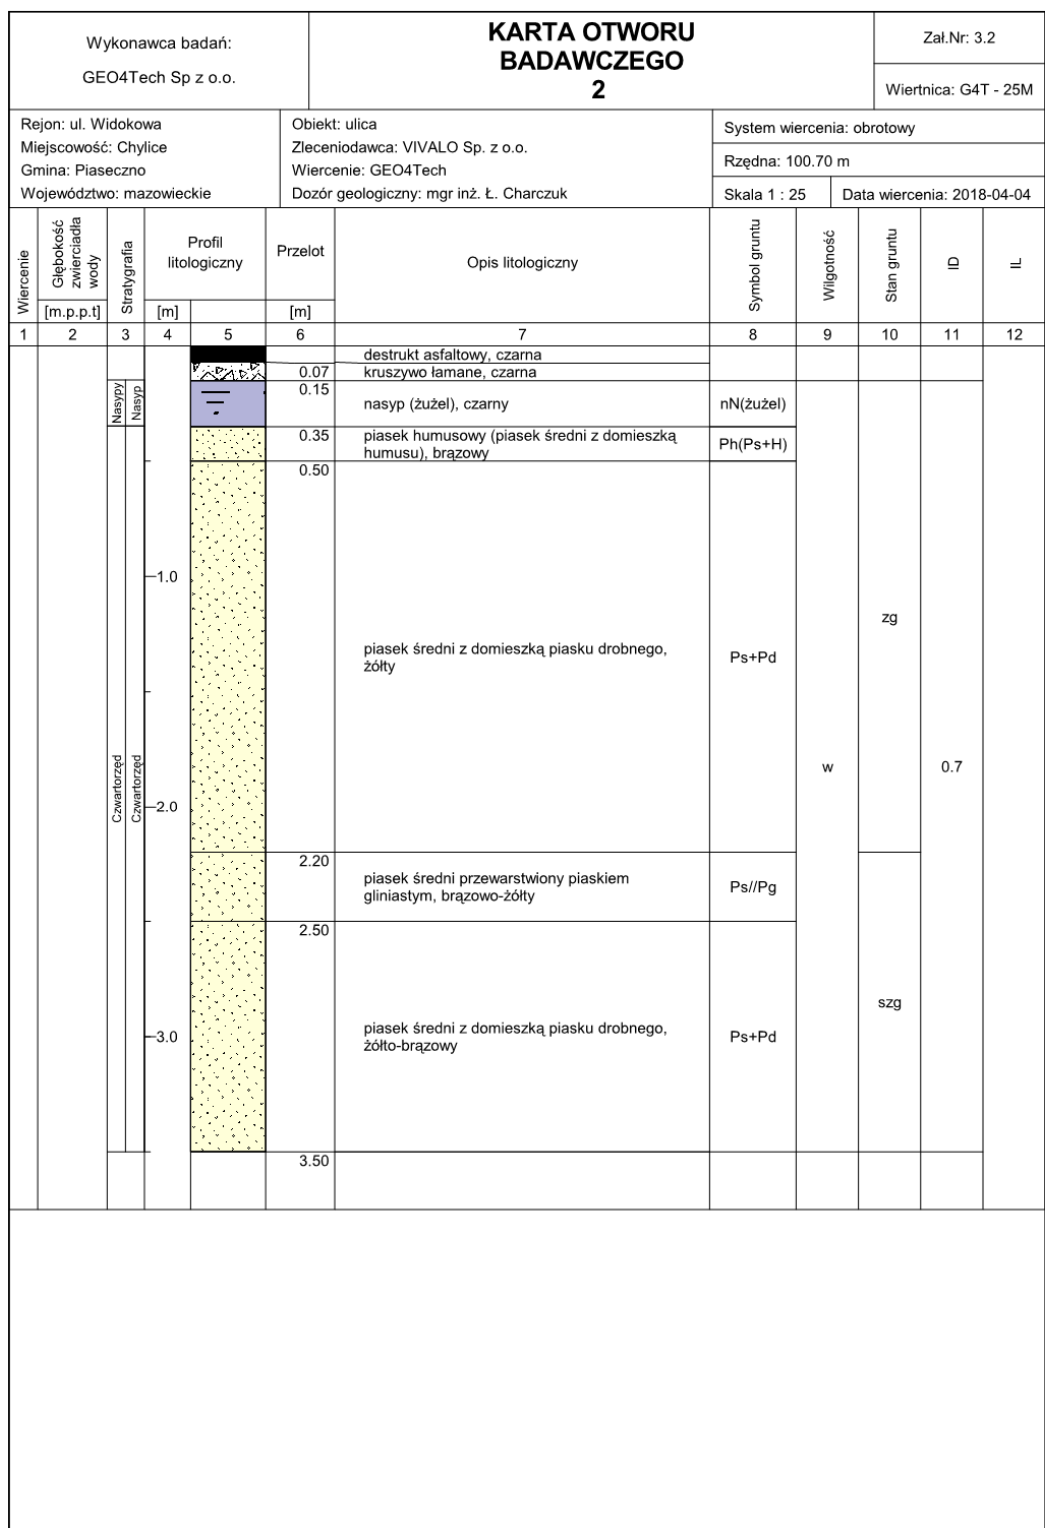 Wykonawca badań:
GEO4Tech Sp z o.o.
KARTA OTWORU
BADAWCZEGO
2
Zał.Nr: 3.2
Wiertnica: G4T - 25M
Rejon: ul. Widokowa
Miejscowość: Chylice
Gmina: Piaseczno
Województwo: mazowieckie
Obiekt: ulica
Zleceniodawca: VIVALO Sp. z o.o.
Wiercenie: GEO4Tech
Dozór geologiczny: mgr inż. Ł. Charczuk
System wiercenia: obrotowy
Rzędna: 100.70 m
Skala 1 : 25
Data wiercenia: 2018-04-04
Wiercenie
Głębokość
zwierciadła
wody
[m.p.p.t]
Stratygrafia
Profil
litologiczny
[m]
Przelot
[m]
Opis litologiczny
Symbol gruntu
Wilgotność
Stan gruntu
ID
IL
1 2 3 4 5 6 7 8 9 10 11 12
destrukt asfaltowy, czarna
0.07 kruszywo łamane, czarna
Nasypy
Nasyp
0.15
nasyp (żużel), czarny nN(żużel)
0.35 piasek humusowy (piasek średni z domieszką
humusu), brązowy
Ph(Ps+H)
0.50
1.0
zg
piasek średni z domieszką piasku drobnego,
żółty
Ps+Pd
Czwartorzęd
Czwartorzęd
w
0.7
2.0
2.20
piasek średni przewarstwiony piaskiem
gliniastym, brązowo-żółty
Ps//Pg
2.50
szg
3.0
piasek średni z domieszką piasku drobnego,
żółto-brązowy
Ps+Pd
3.50